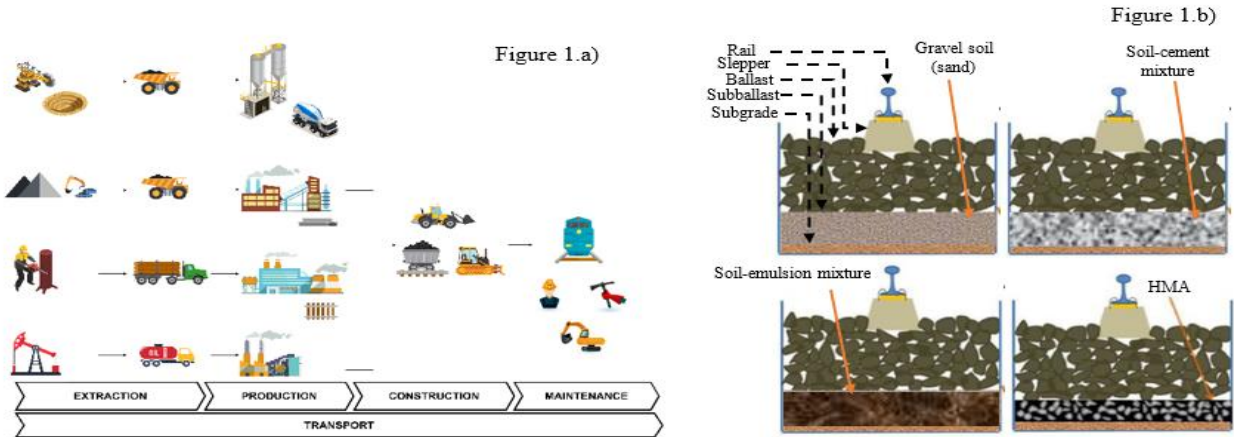 Figure 1.a)
OIL
EXTRACTION
PRODUCTION
CONSTRUCTION
MAINTENANCE
TRANSPORT
Figure 1.b)
Rail
Slepper
Ballast
Subballast
Subgrade
Gravel soil
(sand)
Soil-cement
mixture
Soil-emulsion mixture
HMA